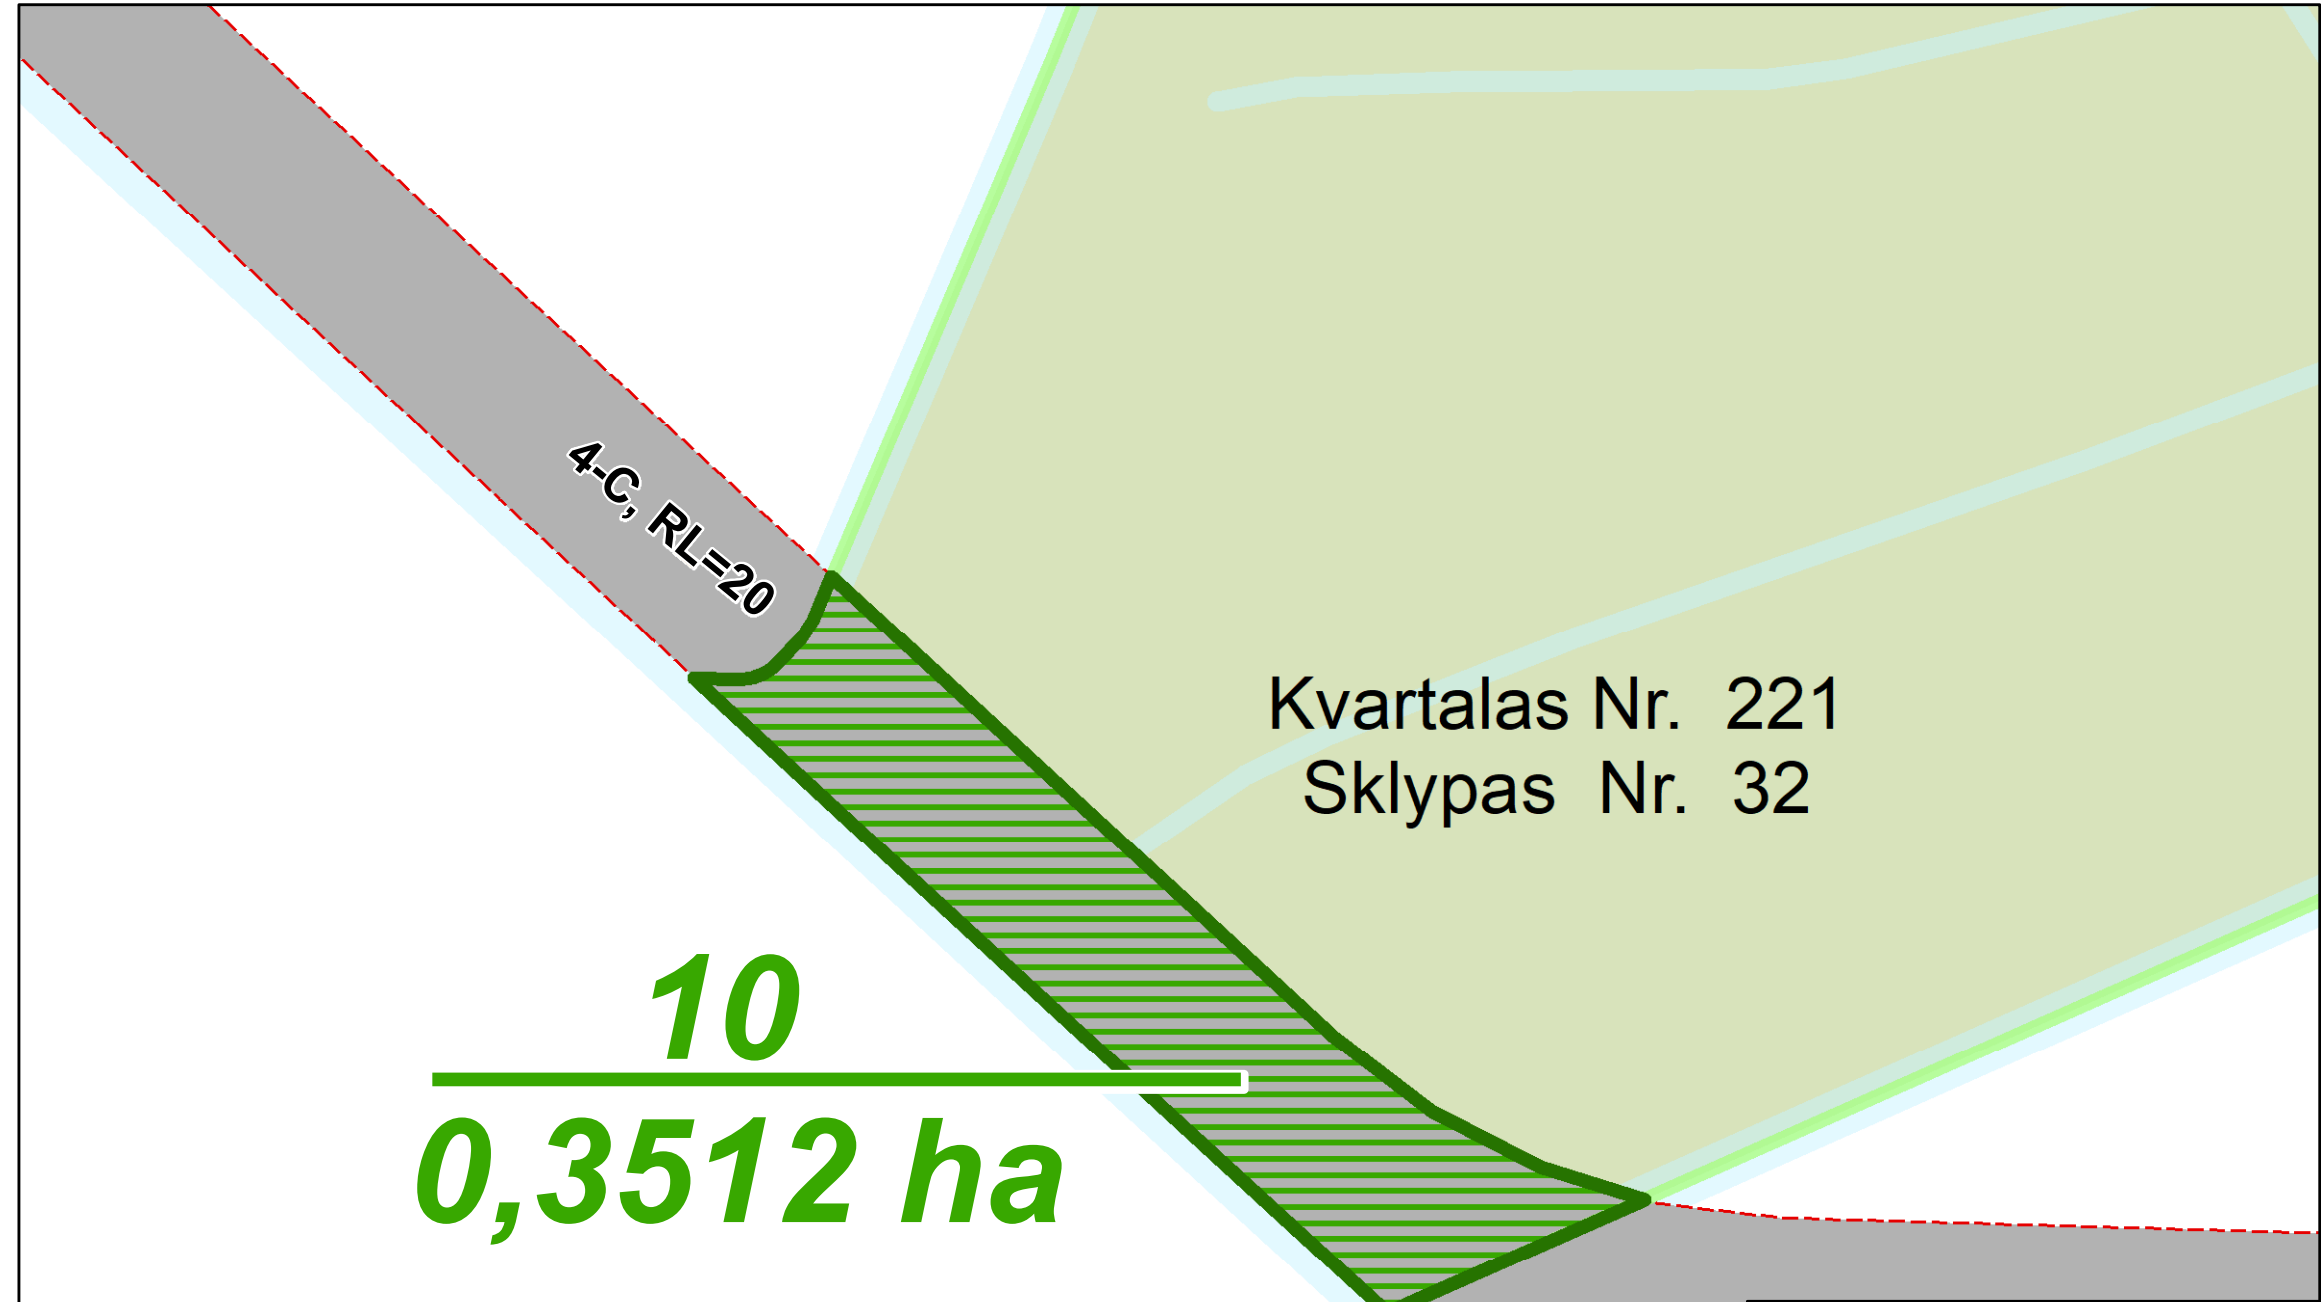 4-C, RL=20
Kvartalas Nr. 221
Sklypas Nr. 32
10
0,3512 ha